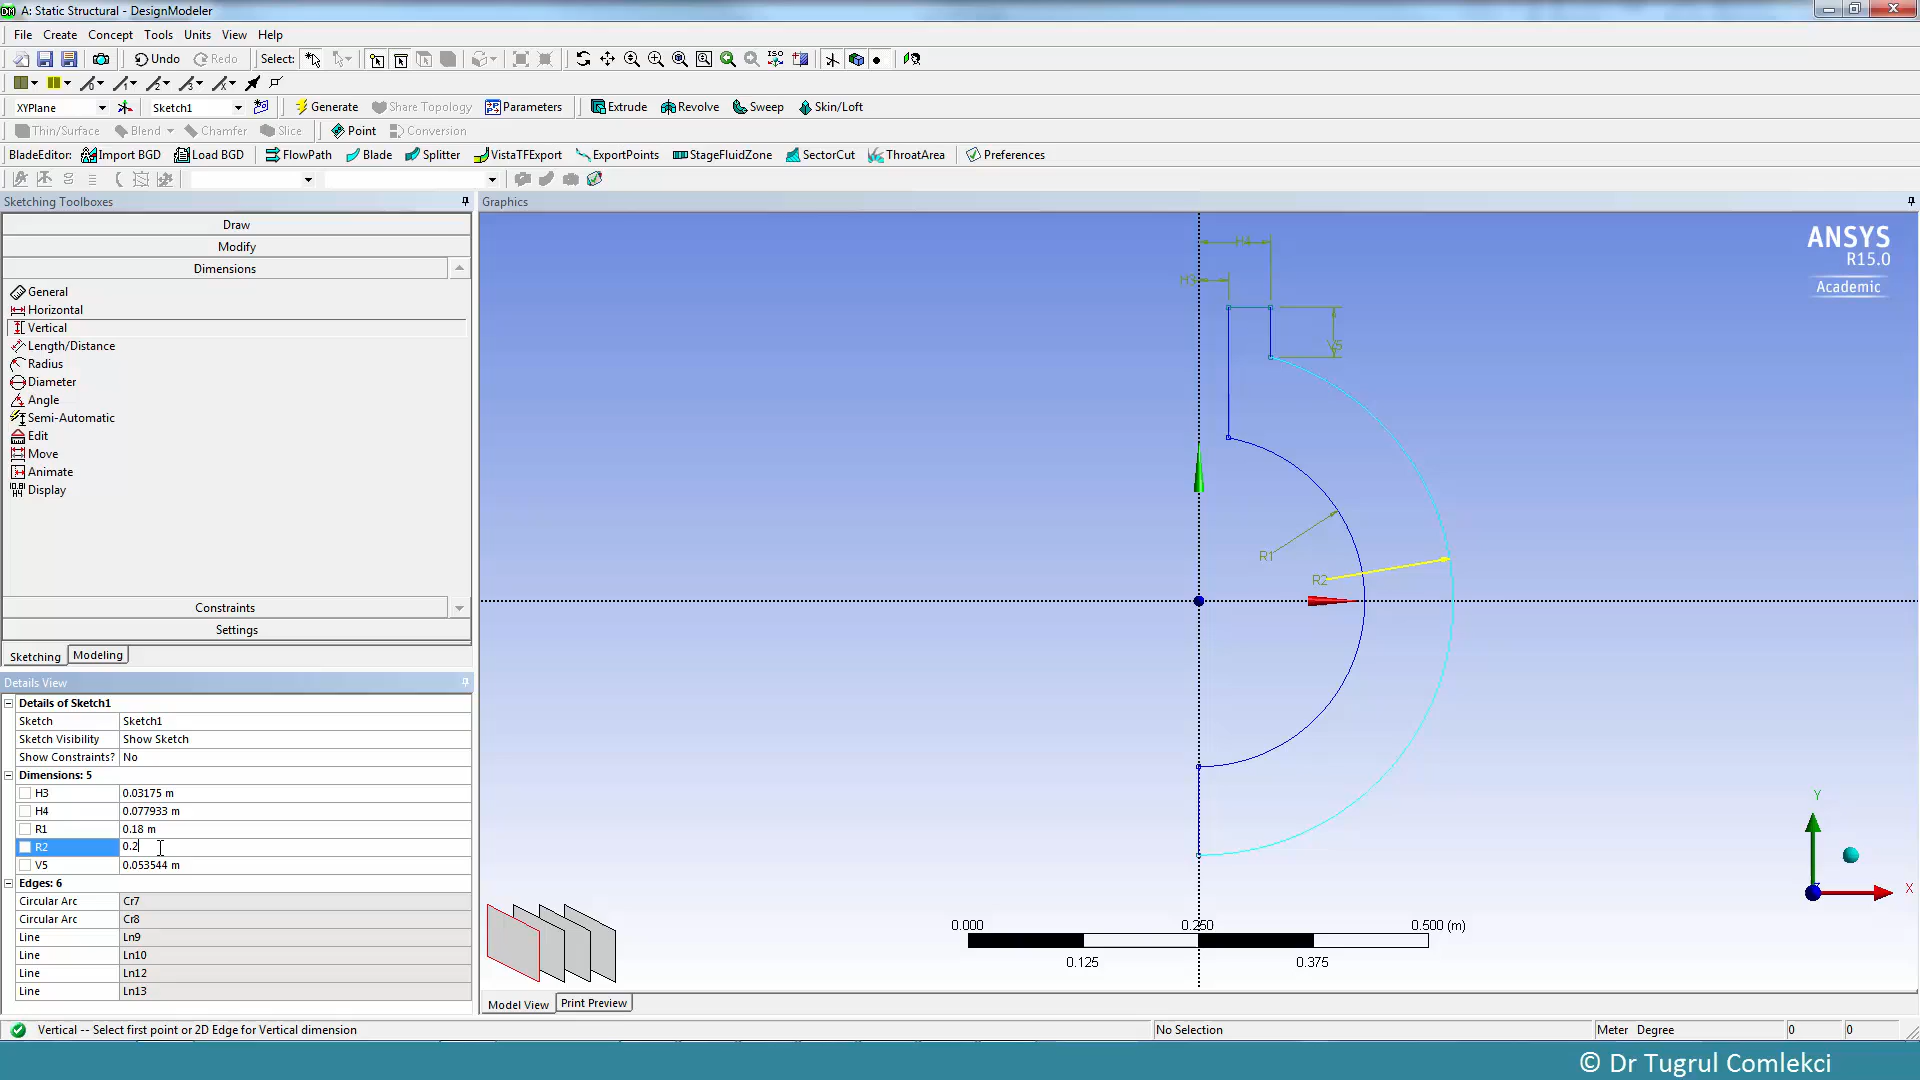 A: Static Structural - DesignModeler
File Create Concept Tools Units View Help
Undo Redo Select:
XYPlane Sketch1 Generate Share Topology Parameters Extrude Revolve Sweep Skin/Loft
Thin/Surface Blend Chamfer Slice Point Conversion
BladeEditor: Import BGD Load BGD FlowPath Blade Splitter VistaTFExport ExportPoints StageFluidZone SectorCut ThroatArea Preferences
Sketching Toolboxes
Draw
Modify
Dimensions
General
Horizontal
Vertical
Length/Distance
Radius
Diameter
Angle
Semi-Automatic
Edit
Move
Animate
Display
Constraints
Settings
Sketching Modeling
Details View
Details of Sketch1
Sketch Sketch1
Sketch Visibility Show Sketch
Show Constraints? No
Dimensions: 5
H3 0.03175 m
H4 0.077933 m
R1 0.18 m
R2 0.2
V5 0.053544 m
Edges: 6
Circular Arc Cr7
Circular Arc Cr8
Line Ln9
Line Ln10
Line Ln12
Line Ln13
Graphics
ANSYS
R15.0
Academic
H4
H3
V5
R1
R2
Y
X
0.000 0.250 0.500 (m)
0.125 0.375
Model View Print Preview
Vertical -- Select first point or 2D Edge for Vertical dimension No Selection Meter Degree 0 0
© Dr Tugrul Comlekci